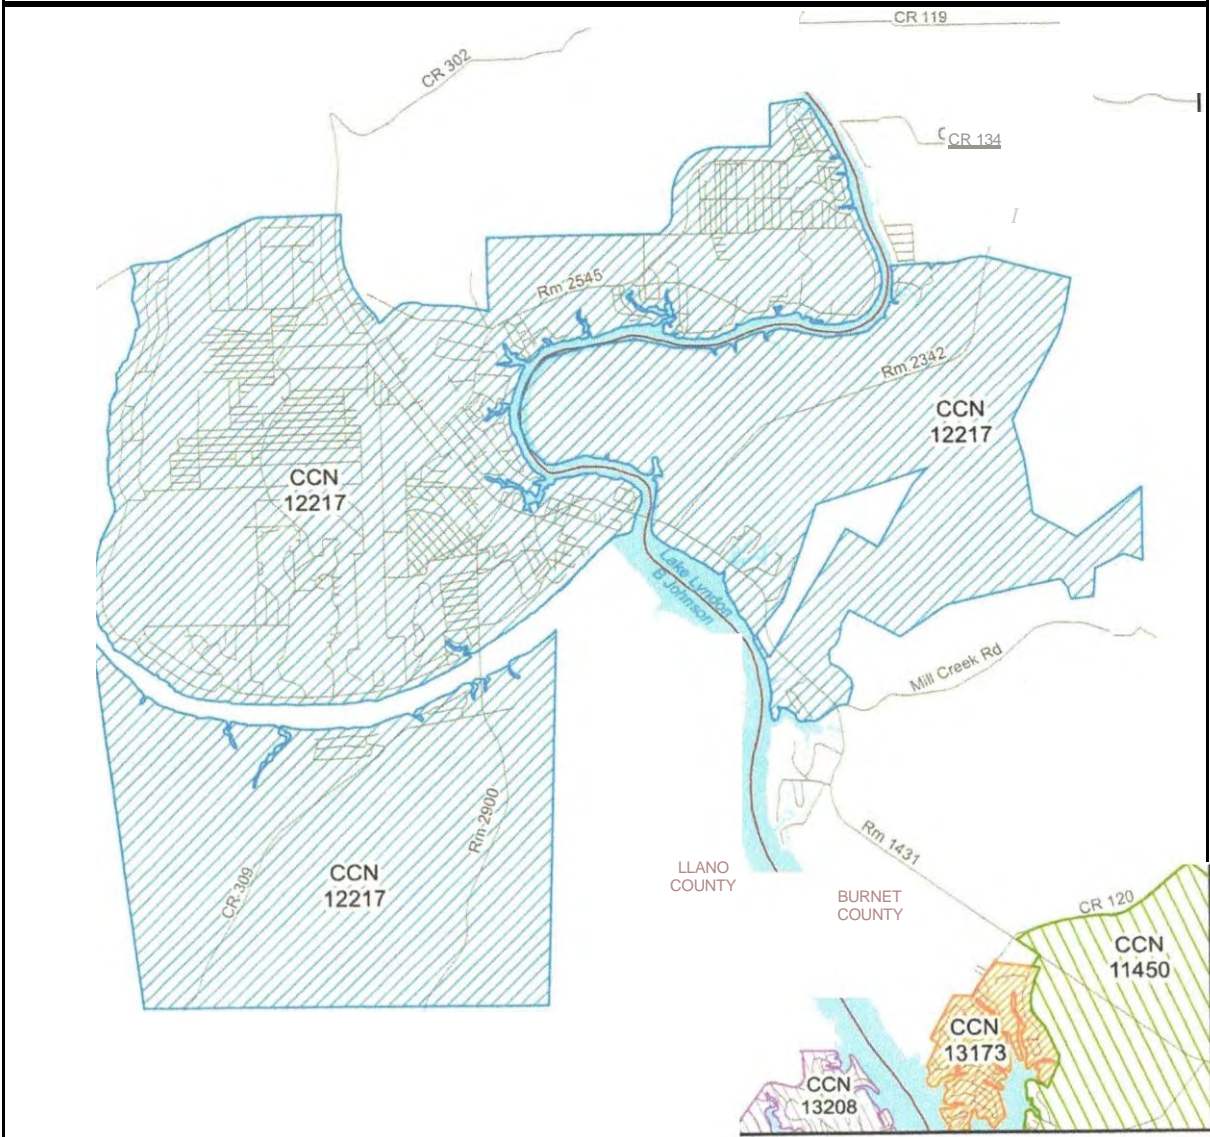 CR 119
CR 302
C CR 134
I
I
Rm 2545
Rm 2342
CCN
12217
CCN
12217
Lake Lyndon
B Johnson
Mill Creek Rd
Rm 2900
CR 309
CCN
12217
Rm 1431
LLANO
COUNTY
BURNET
COUNTY
CR 120
CCN
11450
CCN
13173
CCN
13208